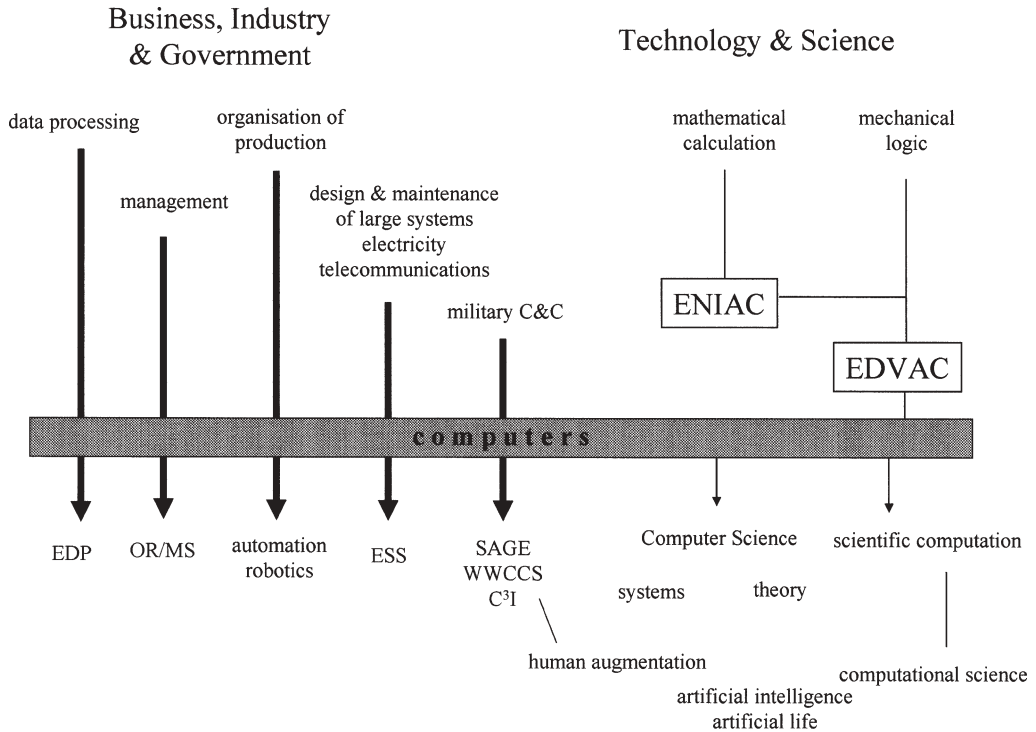 Business, Industry
& Government
Technology & Science
data processing
organisation of
production
mathematical
calculation
mechanical
logic
management
design & maintenance
of large systems
electricity
telecommunications
military C&C
ENIAC
EDVAC
computers
EDP
OR/MS
automation
robotics
ESS
SAGE
WWCCS
C³I
Computer Science
scientific computation
systems
theory
human augmentation
computational science
artificial intelligence
artificial life